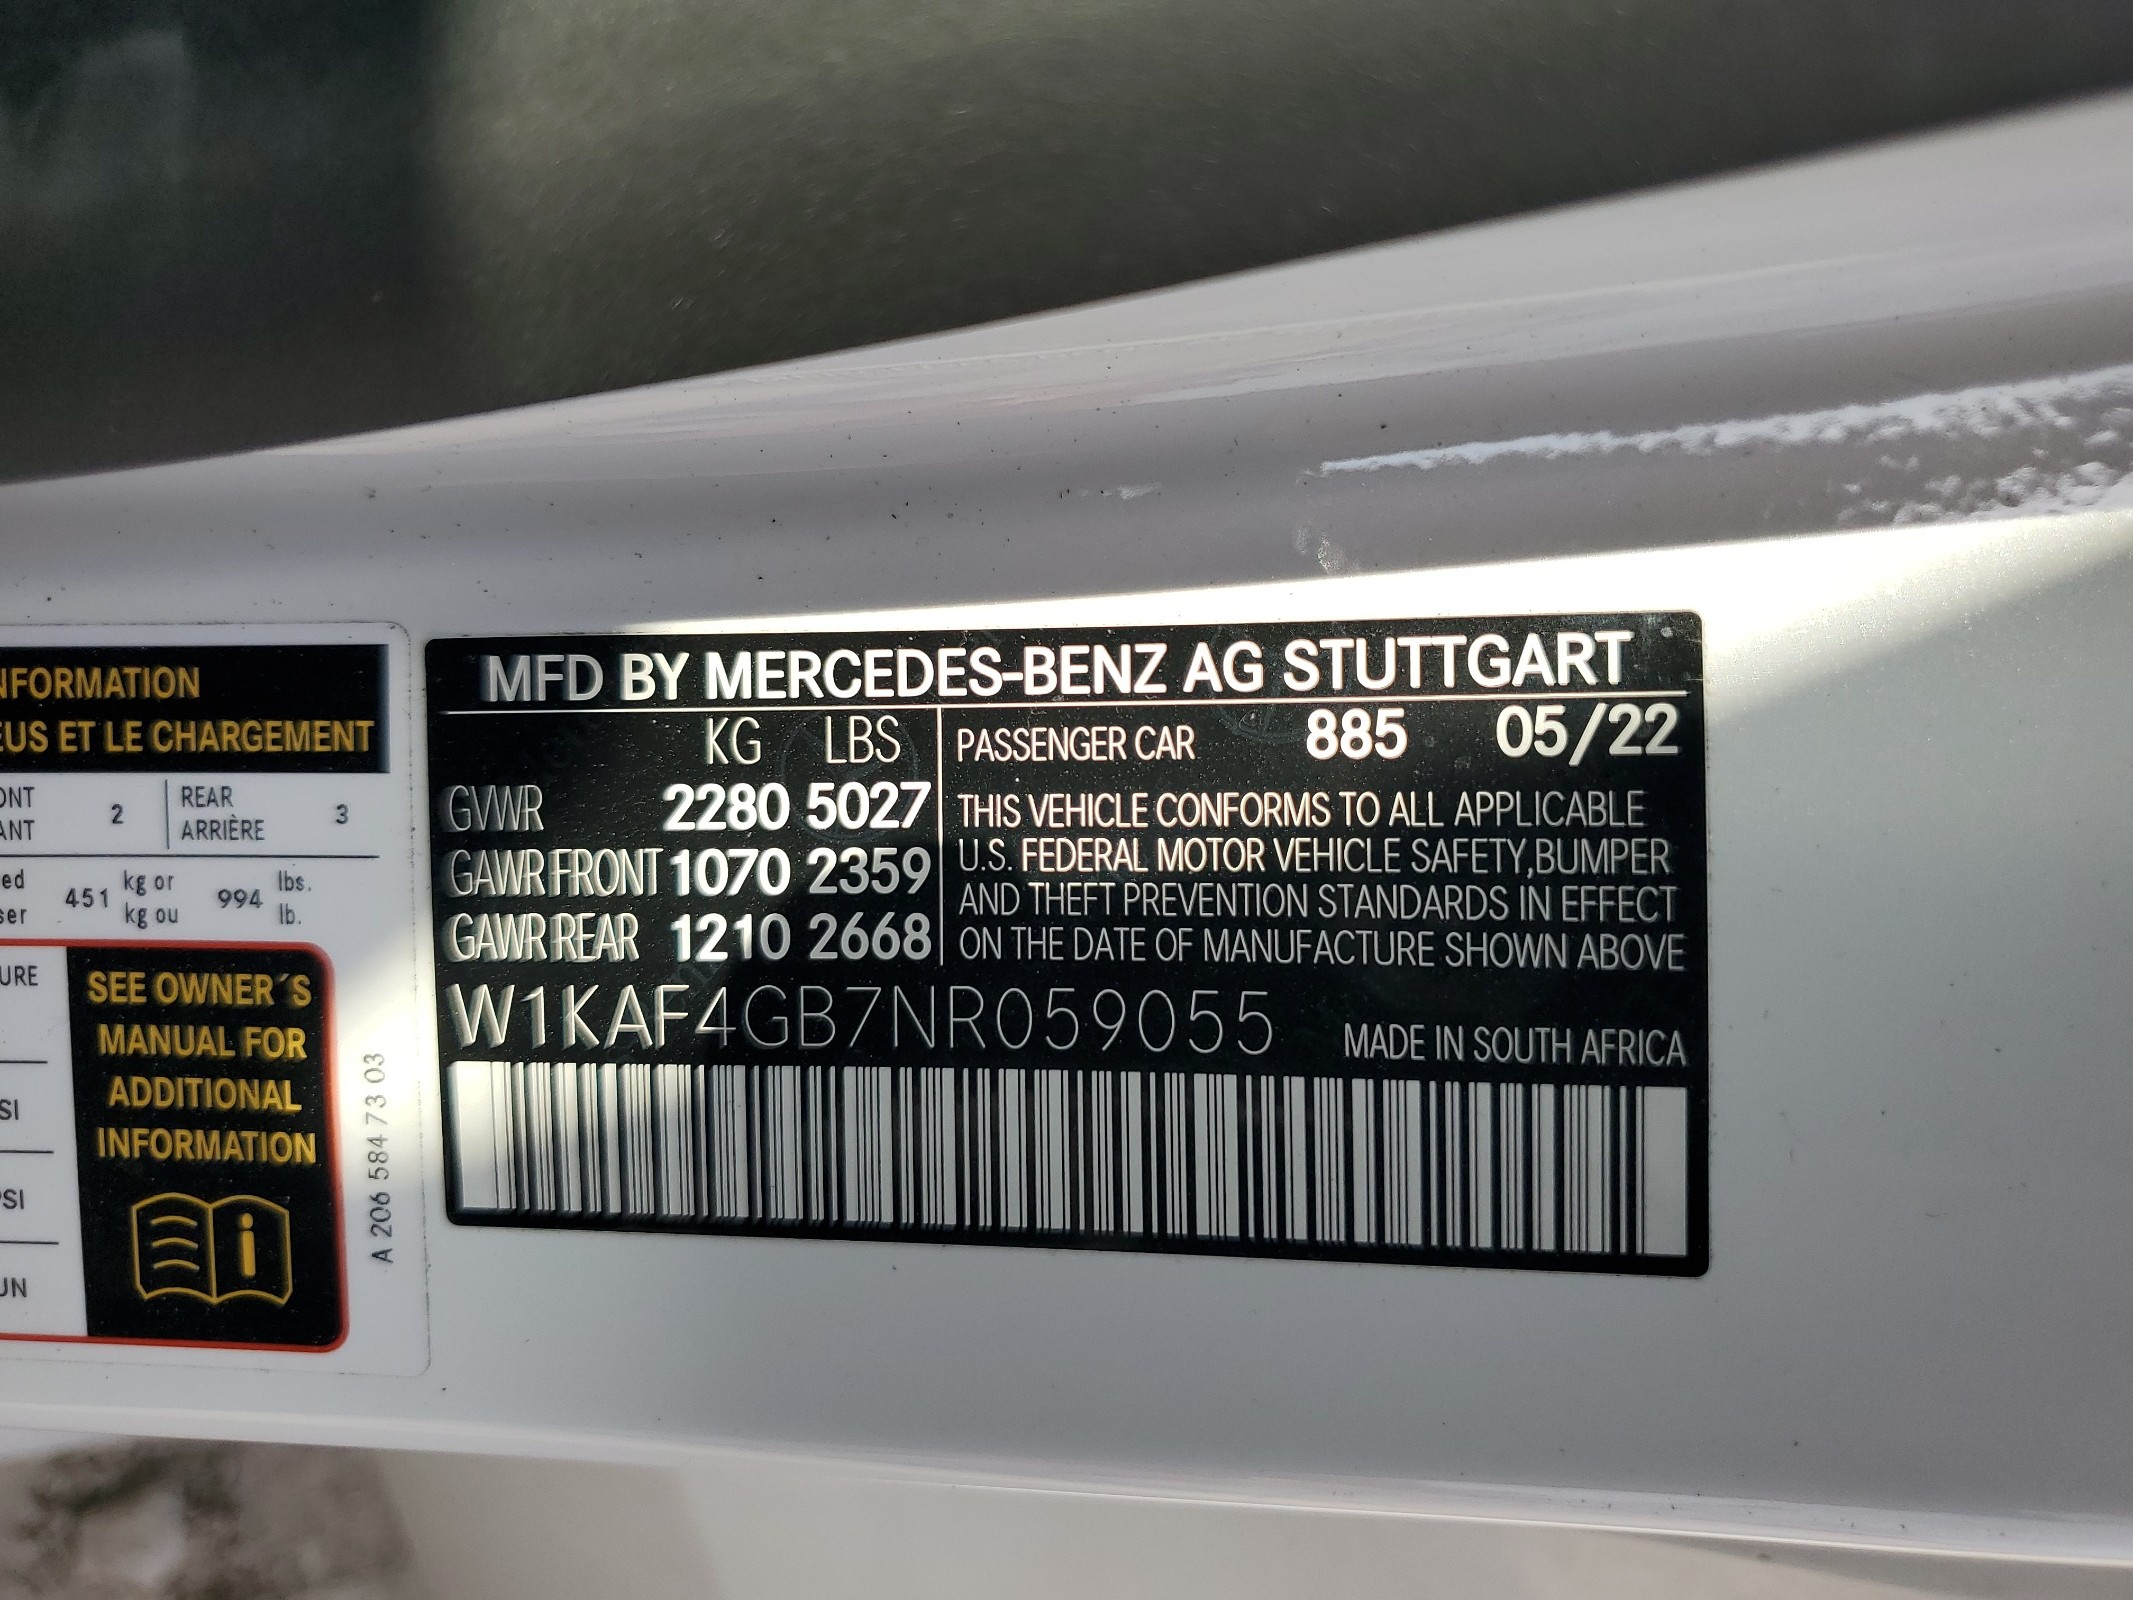 NFORMATION
EUS ET LE CHARGEMENT
ONT
ANT
2
REAR
ARRIÈRE
3
ed
ser
451
kg or
kg ou
994
lbs.
lb.
URE
SI
PSI
UN
SEE OWNER´S
MANUAL FOR
ADDITIONAL
INFORMATION
A 206 584 73 03
MFD BY MERCEDES-BENZ AG STUTTGART
KG LBS
GVWR 2280 5027
GAWR FRONT 1070 2359
GAWR REAR 1210 2668
PASSENGER CAR 885 05/22
THIS VEHICLE CONFORMS TO ALL APPLICABLE
U.S. FEDERAL MOTOR VEHICLE SAFETY,BUMPER
AND THEFT PREVENTION STANDARDS IN EFFECT
ON THE DATE OF MANUFACTURE SHOWN ABOVE
W1KAF4GB7NR059055
MADE IN SOUTH AFRICA